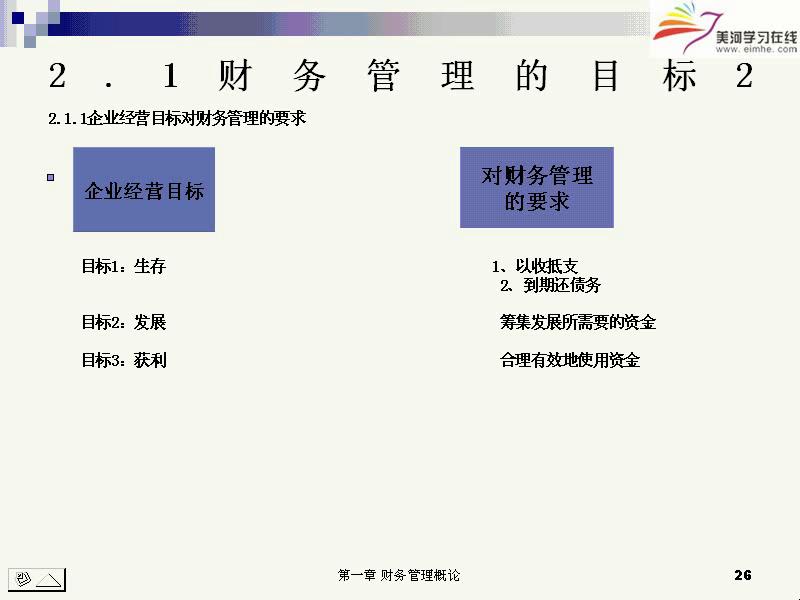 美河学习在线
www.eimhe.com
2.1财务管理的目标2
2.1.1企业经营目标对财务管理的要求
企业经营目标
对财务管理
的要求
目标1：生存
1、以收抵支
2、到期还债务
目标2：发展
筹集发展所需要的资金
目标3：获利
合理有效地使用资金
第一章 财务管理概论
26